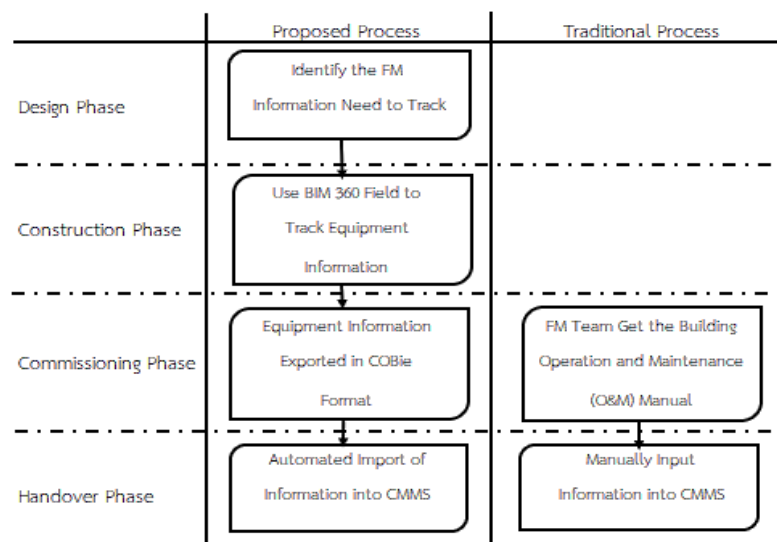 Proposed Process
Traditional Process
Design Phase
Identify the FM
Information Need to Track
Construction Phase
Use BIM 360 Field to
Track Equipment
Information
Commissioning Phase
Equipment Information
Exported in COBie
Format
FM Team Get the Building
Operation and Maintenance
(O&M) Manual
Handover Phase
Automated Import of
Information into CMMS
Manually Input
Information into CMMS